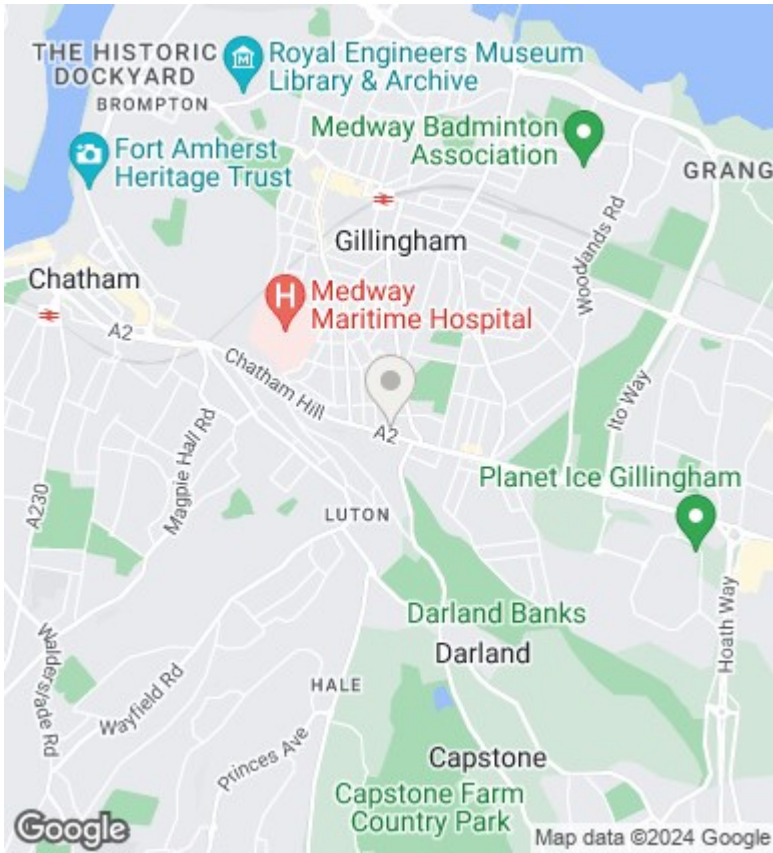 THE HISTORIC
DOCKYARD
BROMPTON
Royal Engineers Museum
Library & Archive
Medway Badminton
Association
Fort Amherst
Heritage Trust
GRANG
Gillingham
Woodlands Rd
Chatham
H
Medway
Maritime Hospital
A2
Chatham Hill
Ito Way
Magpie Hall Rd
A2
A230
Planet Ice Gillingham
LUTON
Darland Banks
Darland
Hoath Way
Walderslade Rd
Wayfield Rd
HALE
Princes Ave
Capstone
Capstone Farm
Country Park
Google
Map data ©2024 Google